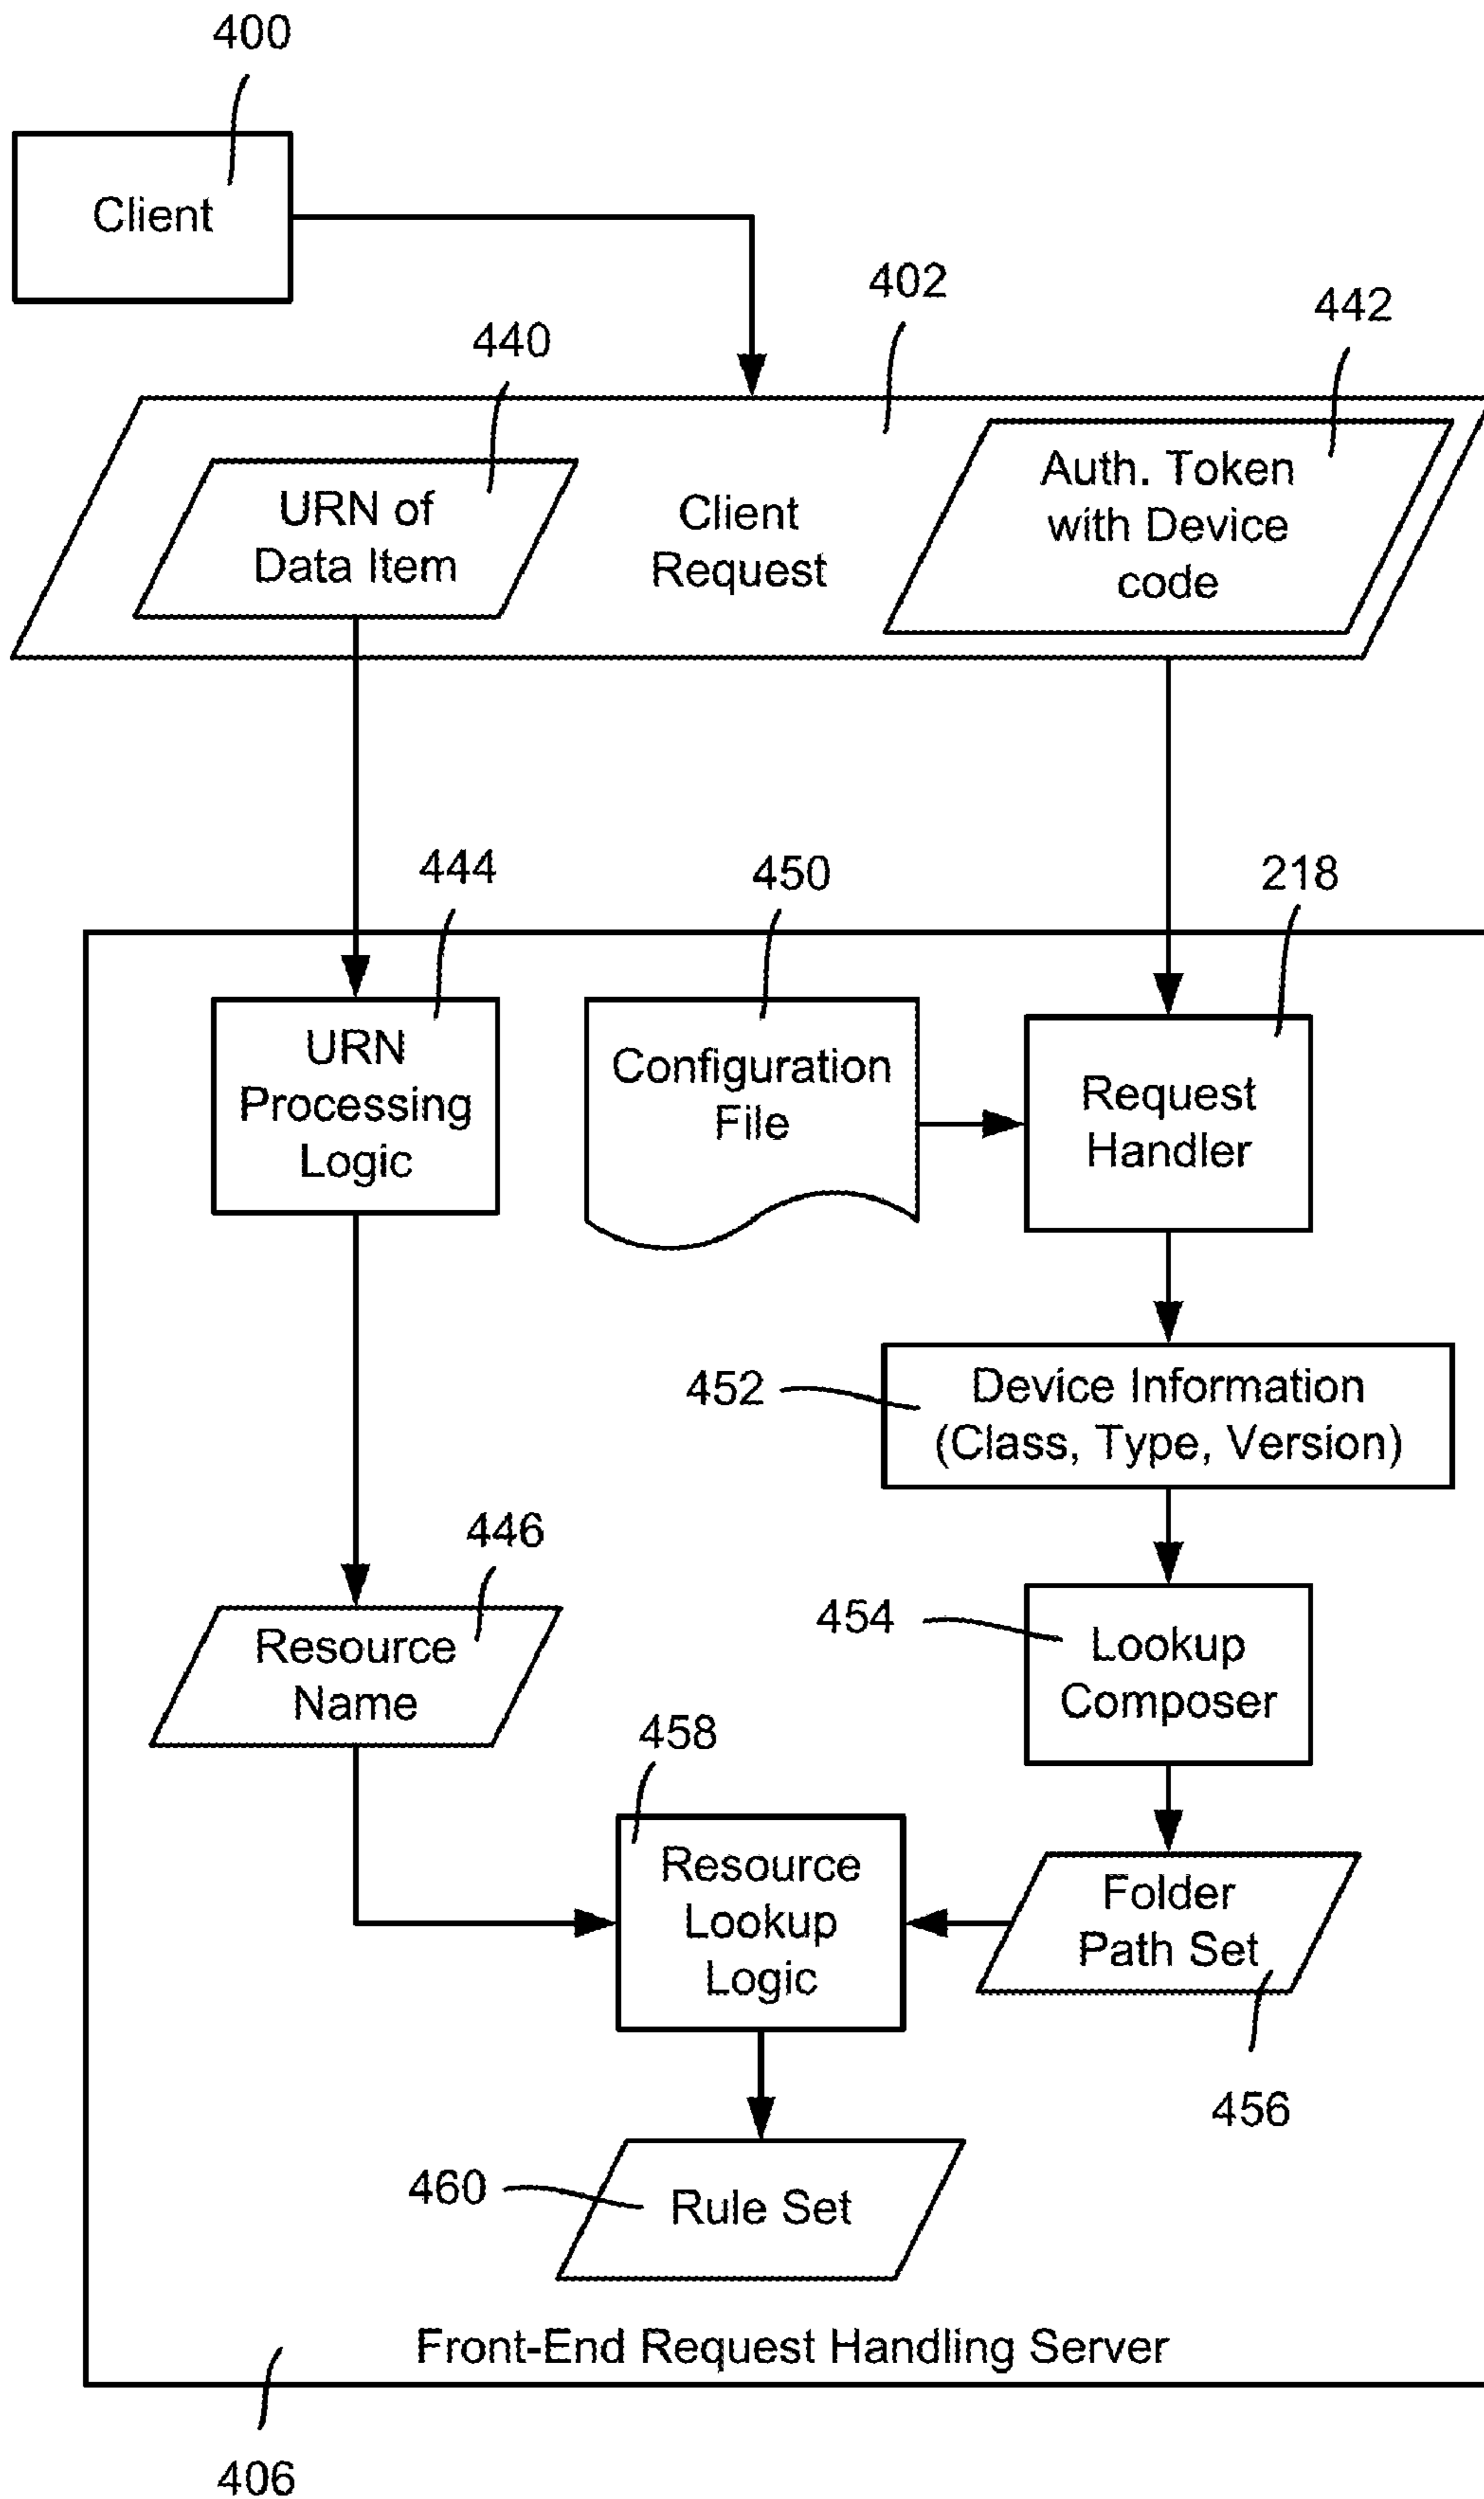 400
Client
402
442
440
Auth. Token
with Device
code
URN of
Data Item
Client
Request
444
450
218
URN
Processing
Logic
Configuration
File
Request
Handler
452
Device Information
(Class, Type, Version)
446
454
Resource
Name
Lookup
Composer
458
Resource
Lookup
Logic
Folder
Path Set
456
460
Rule Set
Front-End Request Handling Server
406